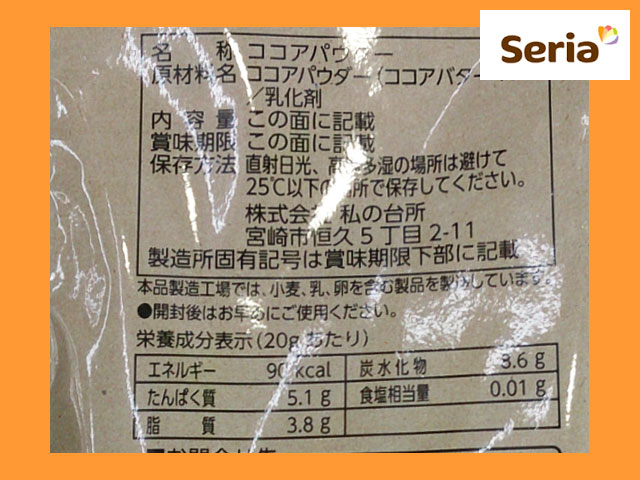 Seria
名 称 ココアパウダー
原材料名 ココアパウダー(ココアバター
/乳化剤
内 容 量 この面に記載
賞味期限 この面に記載
保存方法 直射日光、高温多湿の場所は避けて
25℃以下の場所で保存してください。
株式会社 私の台所
宮崎市恒久5丁目2-11
製造所固有記号は賞味期限下部に記載
本品製造工場では、小麦、乳、卵を含む製品を製造しています。
●開封後はお早めにご使用ください。
栄養成分表示(20gあたり)
エネルギー 90 kcal 炭水化物 8.6 g
たんぱく質 5.1 g 食塩相当量 0.01 g
脂 質 3.8 g